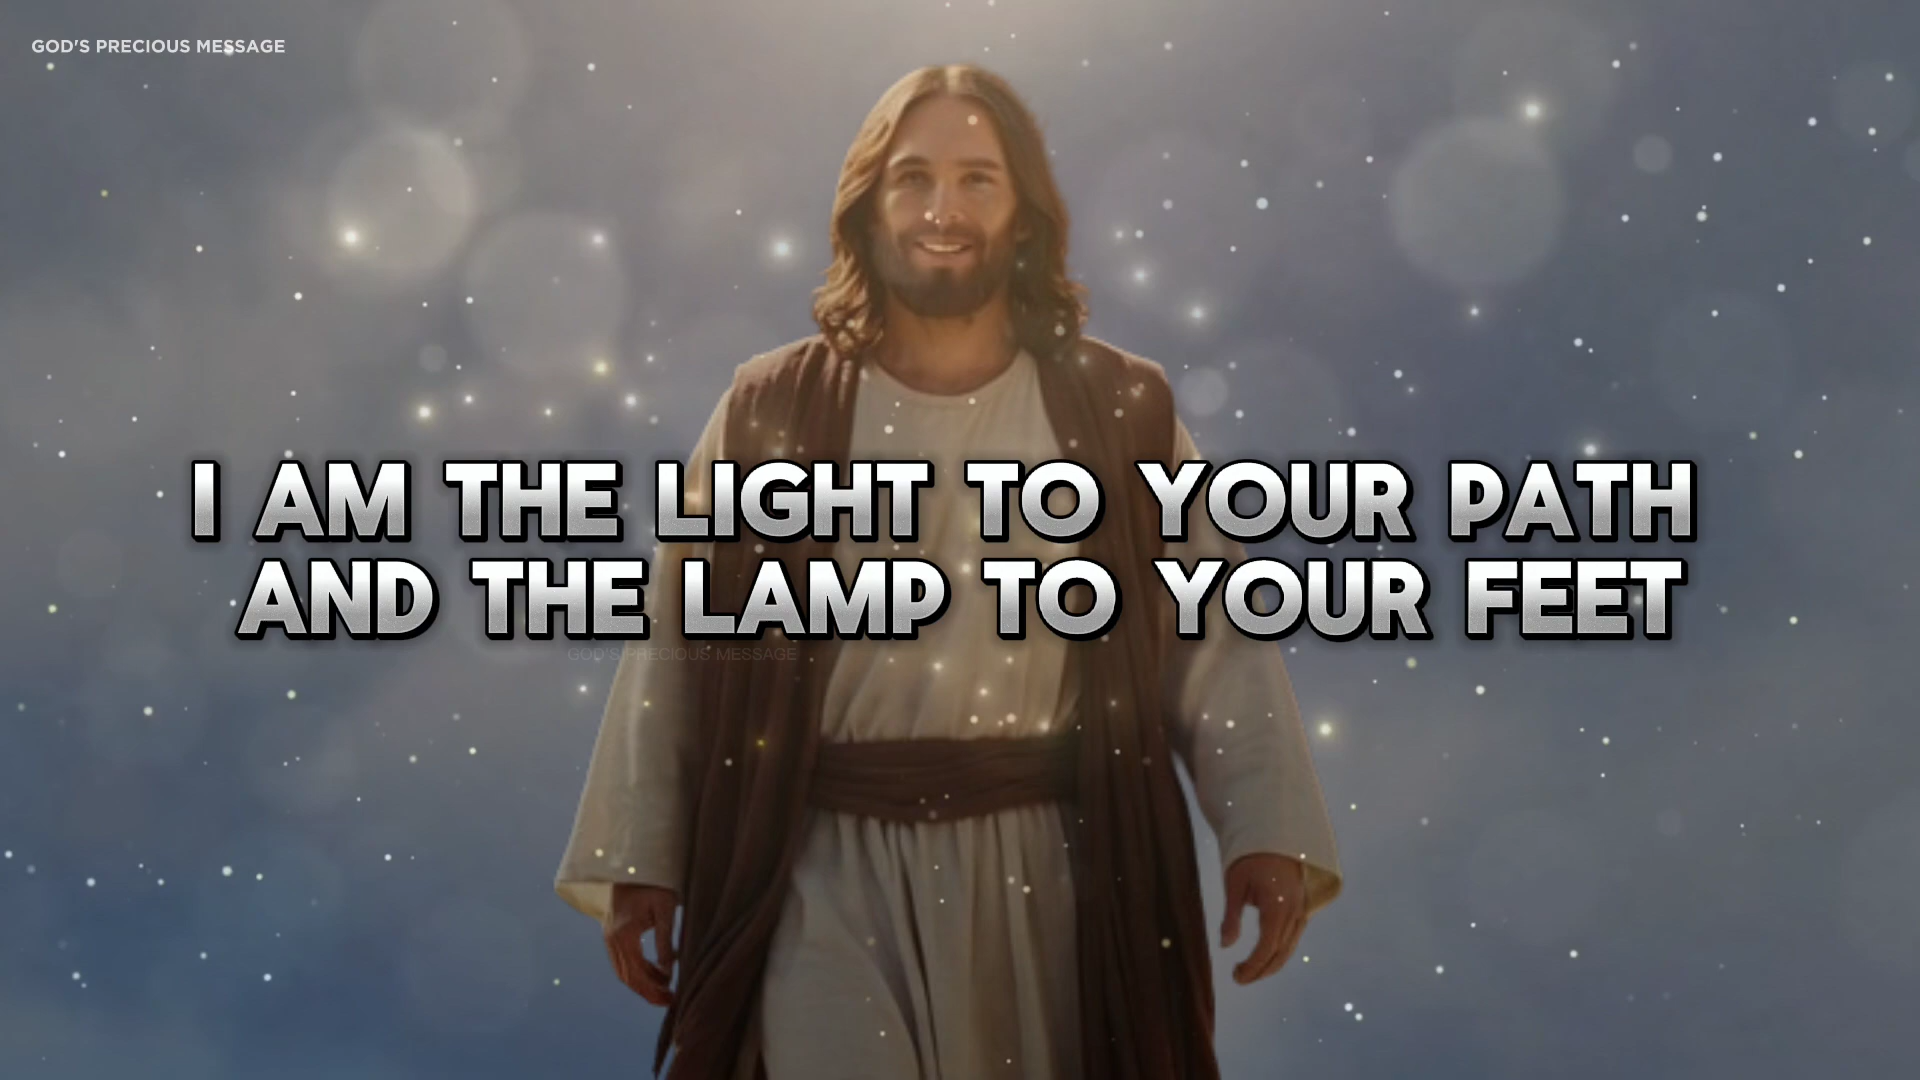 GOD'S PRECIOUS MESSAGE
I AM THE LIGHT TO YOUR PATH
AND THE LAMP TO YOUR FEET
GOD'S PRECIOUS MESSAGE